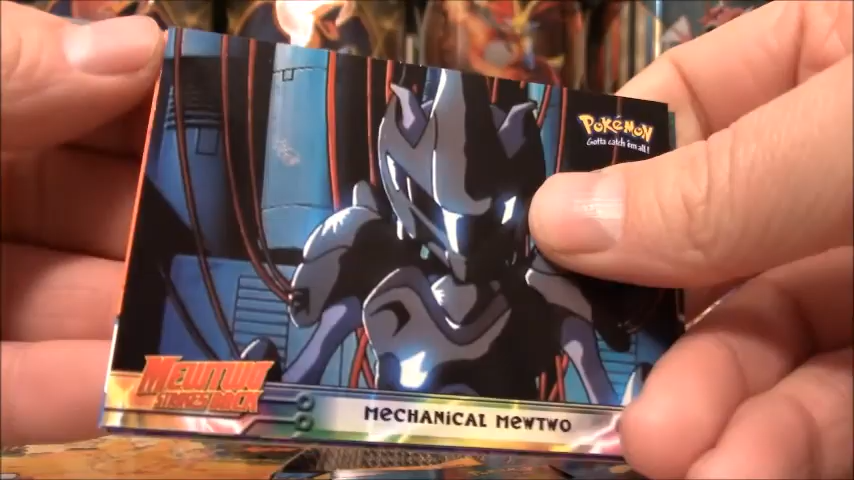 Pokémon
Gotta catch 'em all!
MEWTWO
STRIKES BACK
MECHANICAL MEWTWO